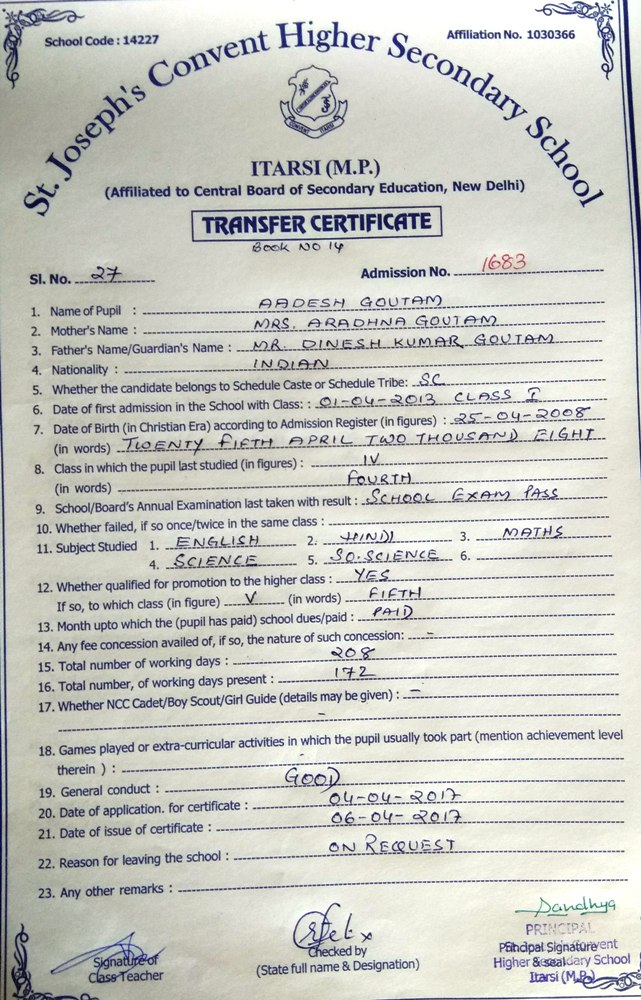 School Code : 14227
Affiliation No. 1030366
St. Joseph's Convent Higher Secondary School
CONVENT ITARSI
ITARSI (M.P.)
(Affiliated to Central Board of Secondary Education, New Delhi)
TRANSFER CERTIFICATE
BOOK NO 14
Sl. No. 27 Admission No. 1683
1. Name of Pupil : AADESH GOUTAM
2. Mother's Name : MRS. ARADHNA GOUTAM
3. Father's Name/Guardian's Name : MR. DINESH KUMAR GOUTAM
4. Nationality : INDIAN
5. Whether the candidate belongs to Schedule Caste or Schedule Tribe: SC
6. Date of first admission in the School with Class: : 01-04-2013 CLASS I
7. Date of Birth (in Christian Era) according to Admission Register (in figures) : 25-04-2008
(in words) TWENTY FIFTH APRIL TWO THOUSAND EIGHT
8. Class in which the pupil last studied (in figures) : IV
(in words) FOURTH
9. School/Board's Annual Examination last taken with result : SCHOOL EXAM PASS
10. Whether failed, if so once/twice in the same class :
11. Subject Studied 1. ENGLISH 2. HINDI 3. MATHS
4. SCIENCE 5. SO.SCIENCE 6.
12. Whether qualified for promotion to the higher class : YES
If so, to which class (in figure) V (in words) FIFTH
13. Month upto which the (pupil has paid) school dues/paid : PAID
14. Any fee concession availed of, if so, the nature of such concession: -
15. Total number of working days : 208
16. Total number, of working days present : 172
17. Whether NCC Cadet/Boy Scout/Girl Guide (details may be given) : -
-
18. Games played or extra-curricular activities in which the pupil usually took part (mention achievement level
therein ) :
19. General conduct : GOOD
20. Date of application. for certificate : 04-04-2017
21. Date of issue of certificate : 06-04-2017
22. Reason for leaving the school : ON REQUEST
23. Any other remarks :
Sandhya
PRINCIPAL
Signature of
Class Teacher
Checked by
(State full name & Designation)
Principal Signature
& seal
Convent
Higher Secondary School
Itarsi (M.P.)